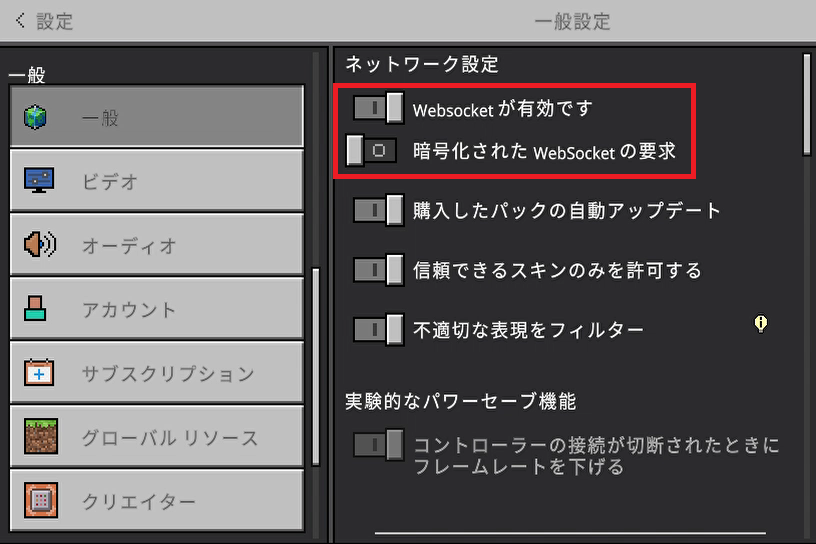 設定
一般設定
一般
一般
ビデオ
オーディオ
アカウント
サブスクリプション
グローバル リソース
クリエイター
ネットワーク設定
Websocket が有効です
暗号化された WebSocket の要求
購入したパックの自動アップデート
信頼できるスキンのみを許可する
不適切な表現をフィルター
実験的なパワーセーブ機能
コントローラーの接続が切断されたときに
フレームレートを下げる